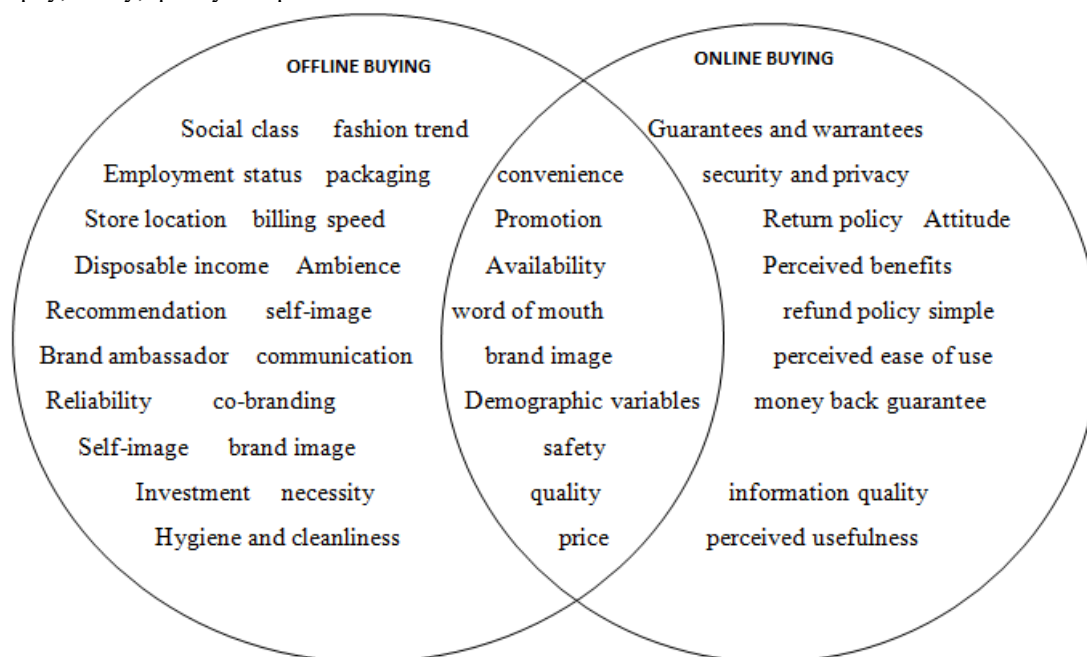 OFFLINE BUYING ONLINE BUYING
Social class fashion trend Guarantees and warrantees
Employment status packaging convenience security and privacy
Store location billing speed Promotion Return policy Attitude
Disposable income Ambience Availability Perceived benefits
Recommendation self-image word of mouth refund policy simple
Brand ambassador communication brand image perceived ease of use
Reliability co-branding Demographic variables money back guarantee
Self-image brand image safety
Investment necessity quality information quality
Hygiene and cleanliness price perceived usefulness